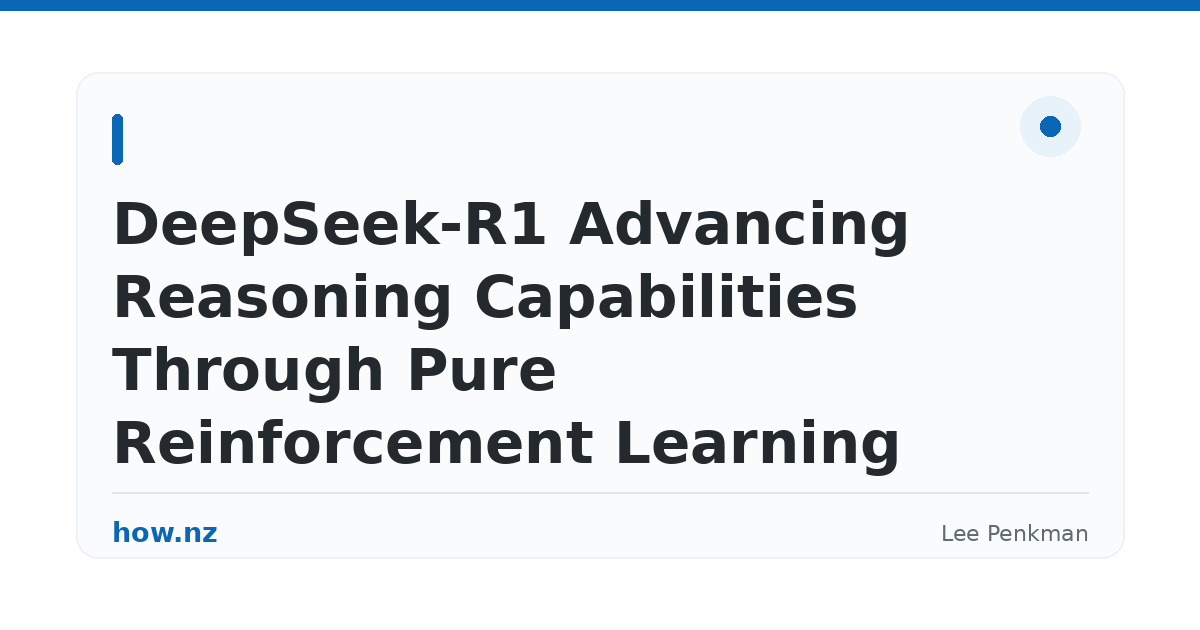 DeepSeek-R1 Advancing
Reasoning Capabilities
Through Pure
Reinforcement Learning
how.nz
Lee Penkman